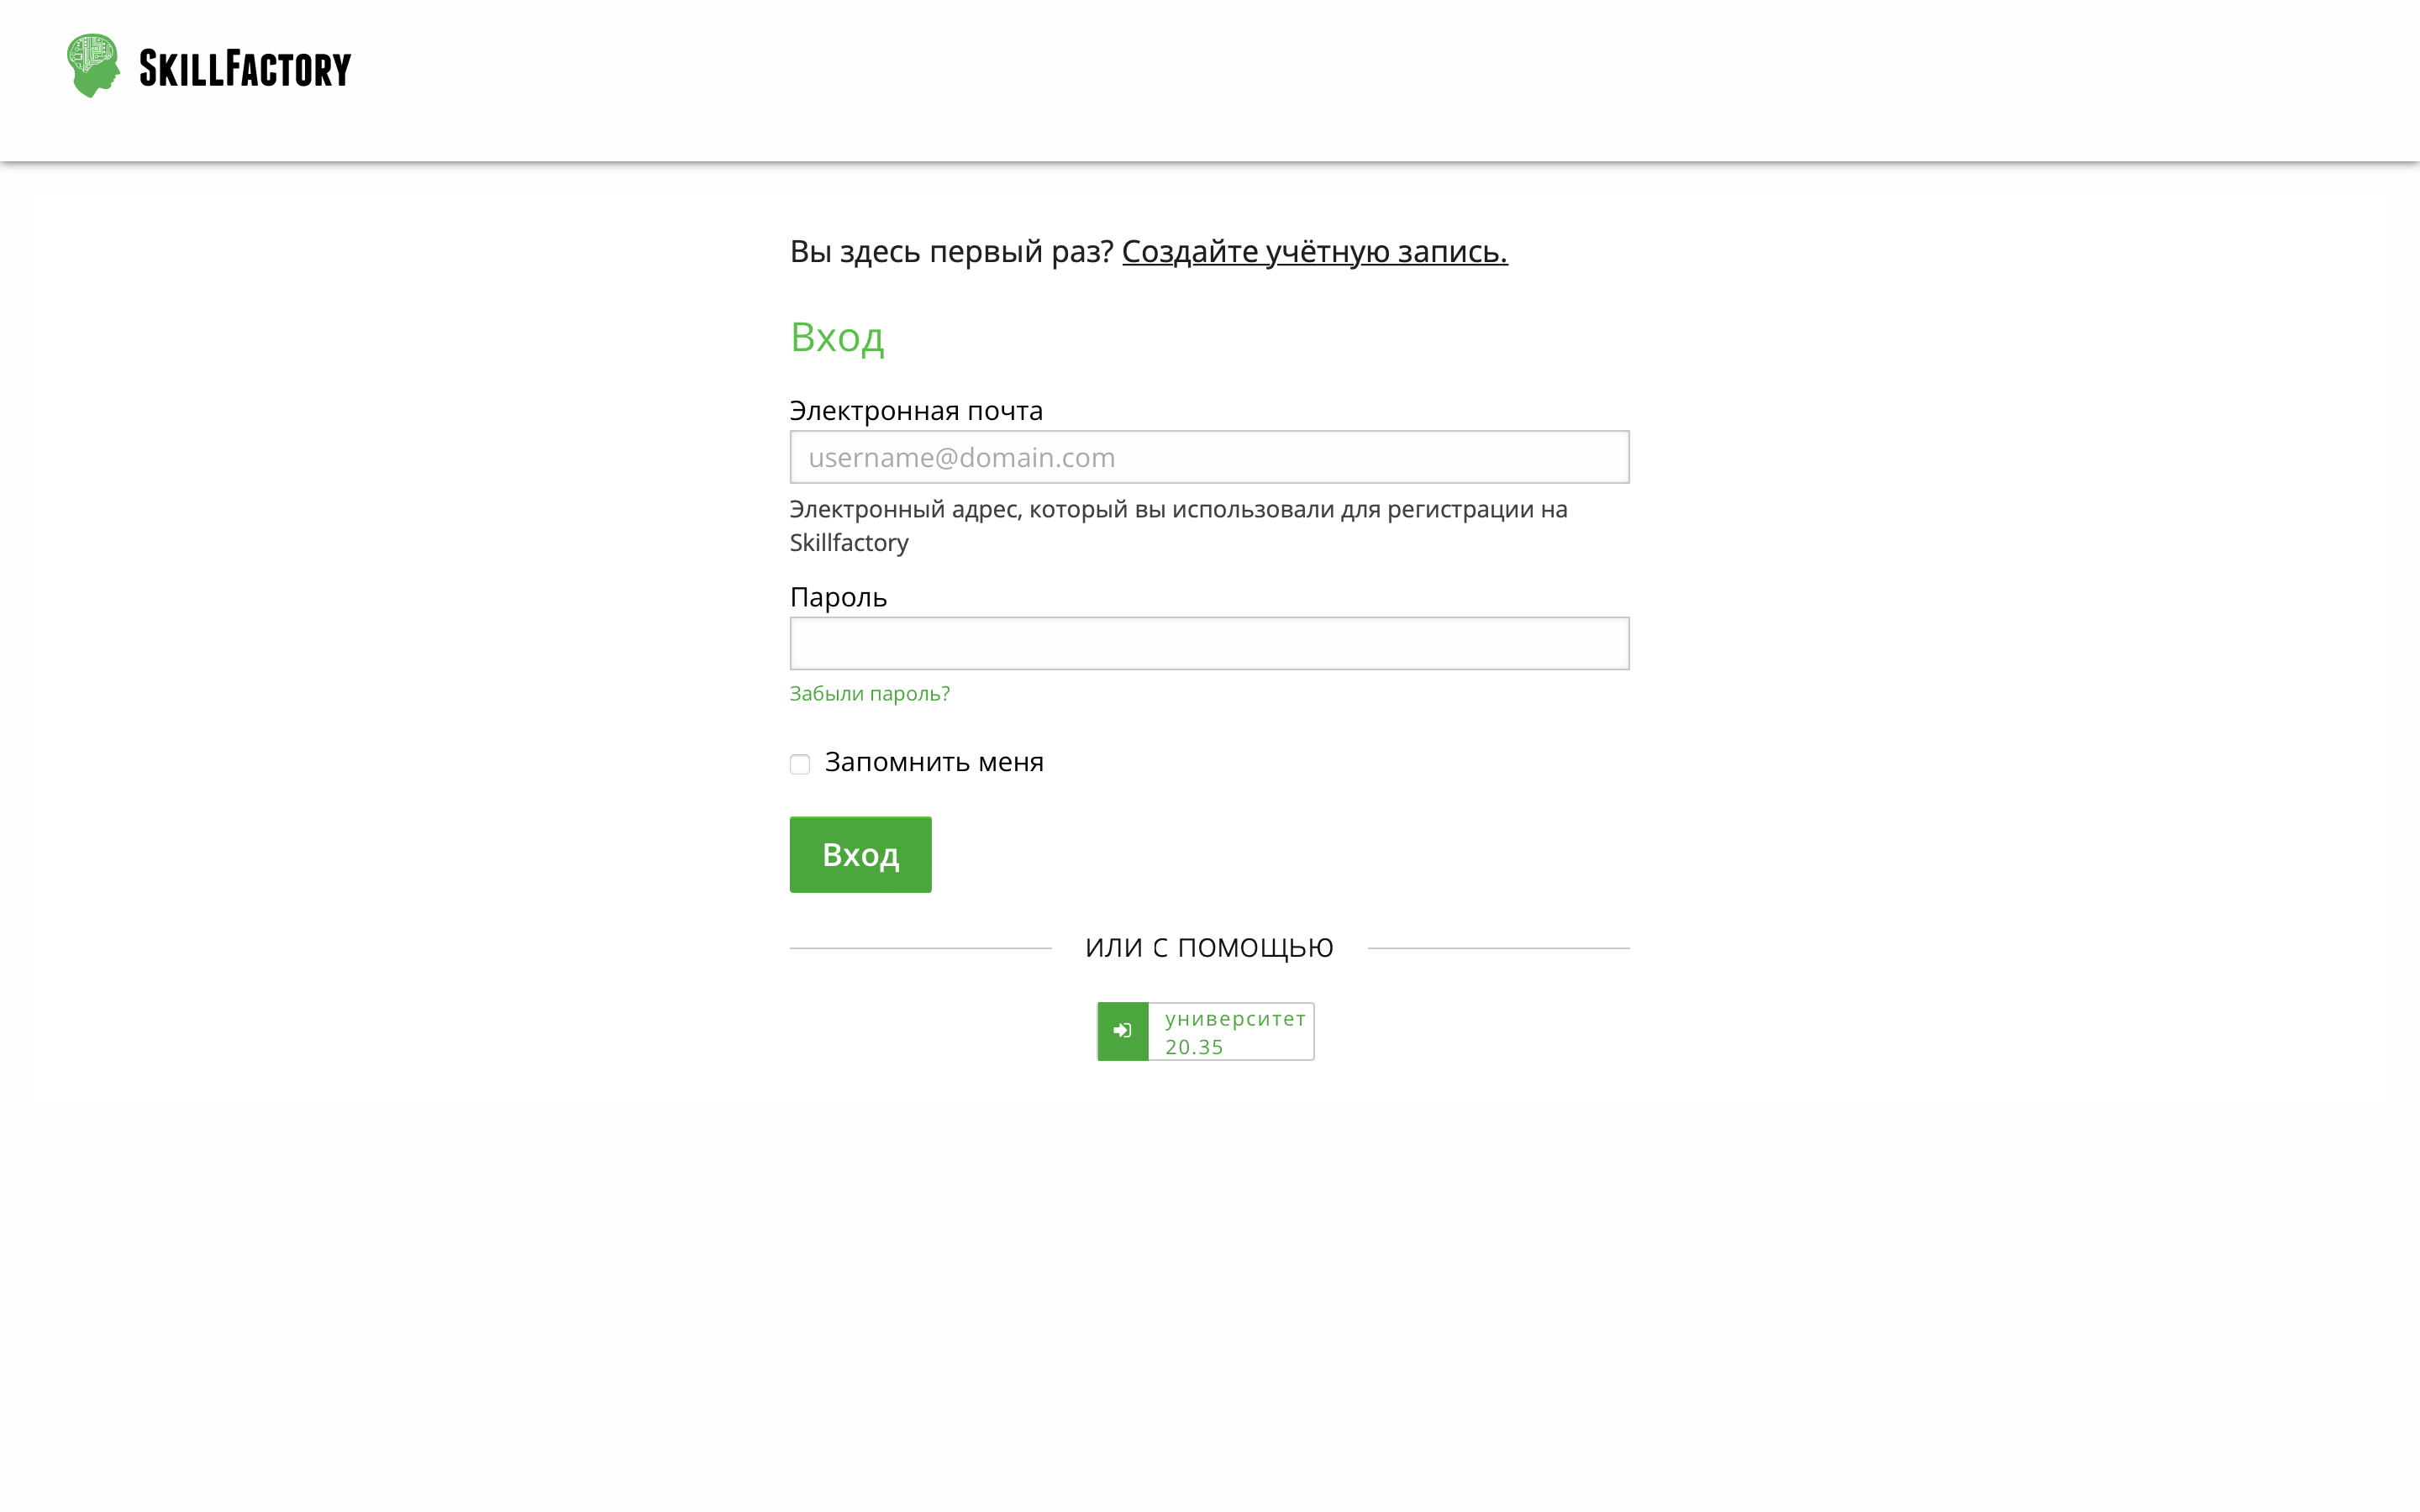 SKILLFACTORY
Вы здесь первый раз? Создайте учётную запись.
Вход
Электронная почта
username@domain.com
Электронный адрес, который вы использовали для регистрации на
Skillfactory
Пароль
Забыли пароль?
Запомнить меня
Вход
ИЛИ С ПОМОЩЬЮ
университет
20.35